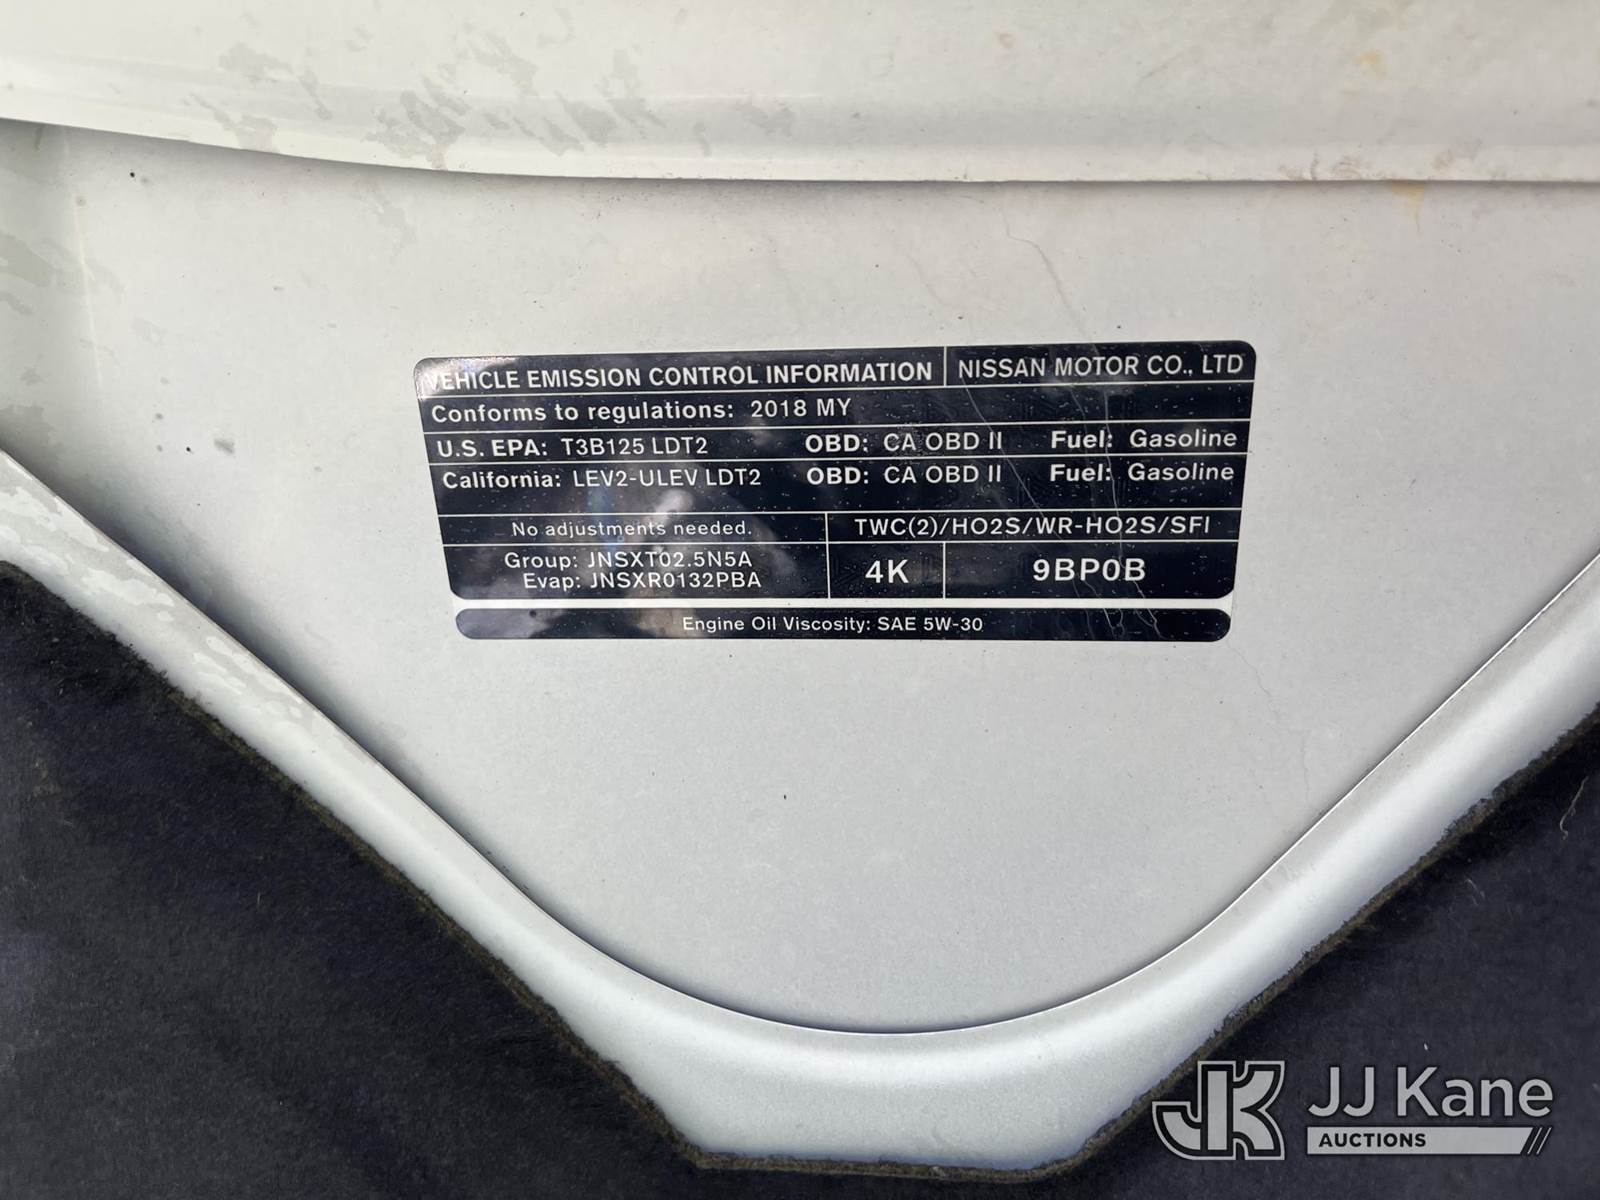 VEHICLE EMISSION CONTROL INFORMATION NISSAN MOTOR CO., LTD
Conforms to regulations: 2018 MY
U.S. EPA: T3B125 LDT2 OBD: CA OBD II Fuel: Gasoline
California: LEV2-ULEV LDT2 OBD: CA OBD II Fuel: Gasoline
No adjustments needed. TWC(2)/HO2S/WR-HO2S/SFI
Group: JNSXT02.5N5A
Evap: JNSXR0132PBA
4K 9BP0B
Engine Oil Viscosity: SAE 5W-30
JK JJ Kane
AUCTIONS